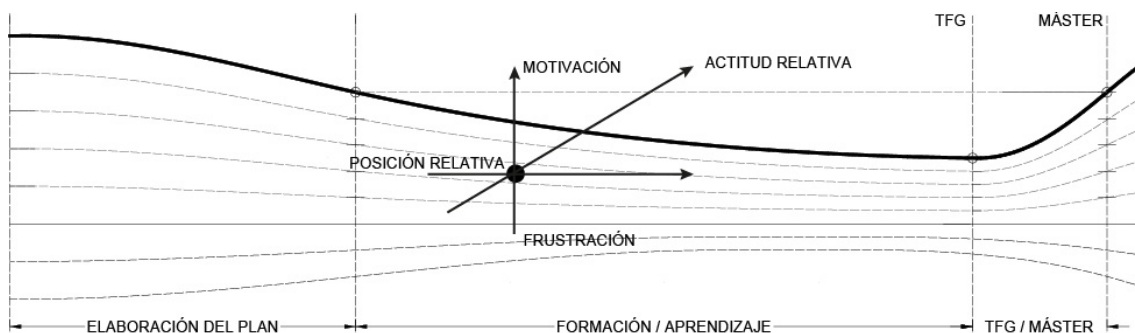 TFG
MÁSTER
MOTIVACIÓN
ACTITUD RELATIVA
POSICIÓN RELATIVA
FRUSTRACIÓN
ELABORACIÓN DEL PLAN
FORMACIÓN / APRENDIZAJE
TFG / MÁSTER